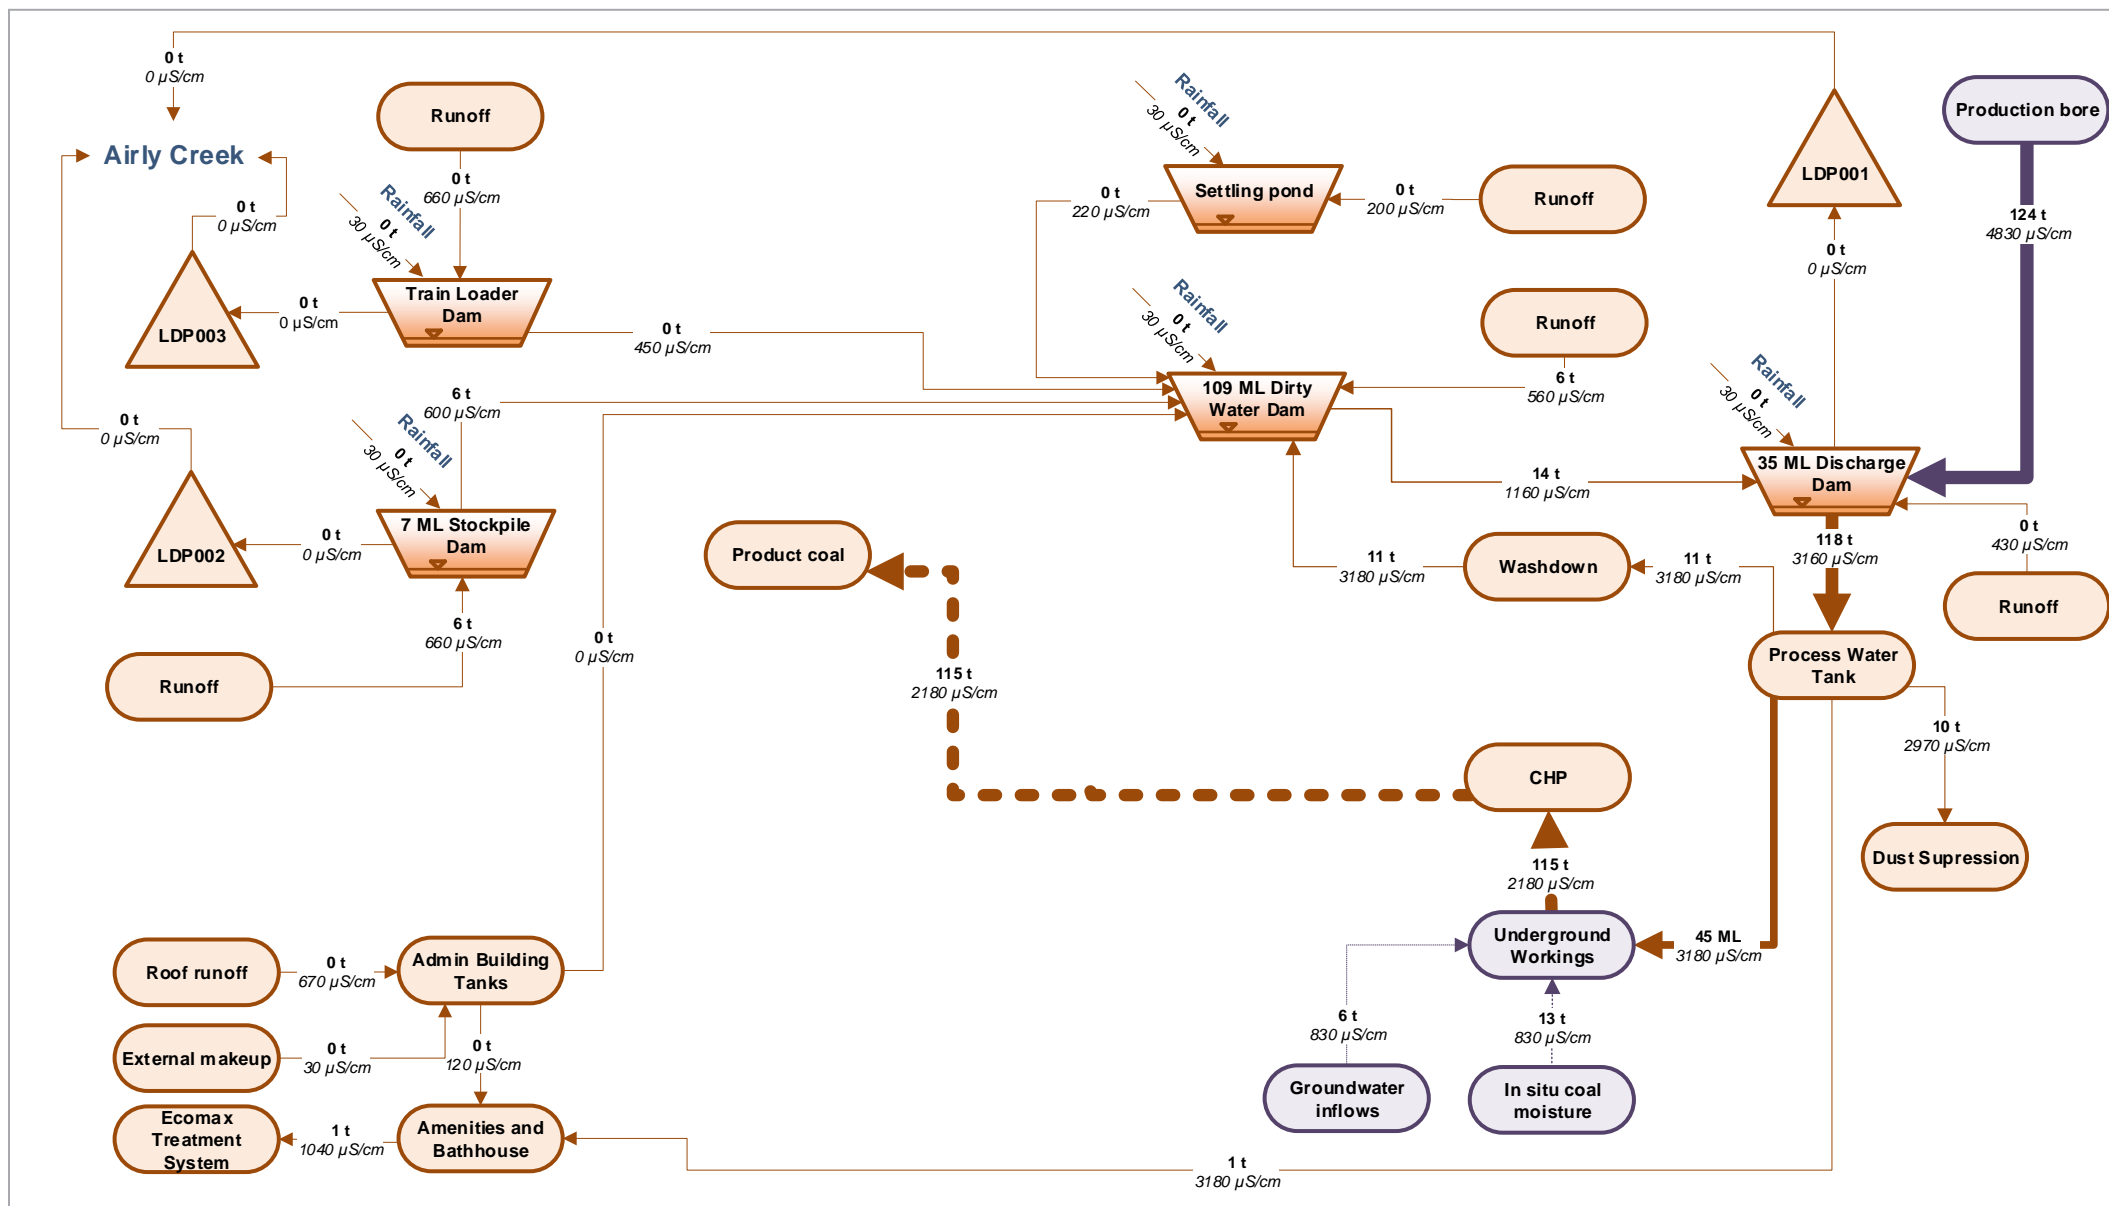 0 t
0 µS/cm
Airly Creek
Runoff
0 t
660 µS/cm
Rainfall
0 t
30 µS/cm
0 t
0 µS/cm
Train Loader
Dam
0 t
0 µS/cm
LDP003
0 t
450 µS/cm
Rainfall
0 t
30 µS/cm
Settling pond
0 t
220 µS/cm
0 t
200 µS/cm
Runoff
LDP001
Production bore
124 t
4830 µS/cm
0 t
0 µS/cm
Rainfall
0 t
30 µS/cm
Runoff
6 t
560 µS/cm
109 ML Dirty
Water Dam
Rainfall
0 t
30 µS/cm
6 t
600 µS/cm
0 t
0 µS/cm
Rainfall
0 t
30 µS/cm
7 ML Stockpile
Dam
0 t
0 µS/cm
LDP002
14 t
1160 µS/cm
35 ML Discharge
Dam
118 t
3160 µS/cm
0 t
430 µS/cm
Runoff
Product coal
11 t
3180 µS/cm
Washdown
11 t
3180 µS/cm
6 t
660 µS/cm
Runoff
0 t
0 µS/cm
115 t
2180 µS/cm
Process Water
Tank
10 t
2970 µS/cm
CHP
Dust Supression
115 t
2180 µS/cm
Underground
Workings
45 ML
3180 µS/cm
Roof runoff
0 t
670 µS/cm
Admin Building
Tanks
External makeup
0 t
30 µS/cm
0 t
120 µS/cm
6 t
830 µS/cm
13 t
830 µS/cm
Groundwater
inflows
In situ coal
moisture
Ecomax
Treatment
System
1 t
1040 µS/cm
Amenities and
Bathhouse
1 t
3180 µS/cm